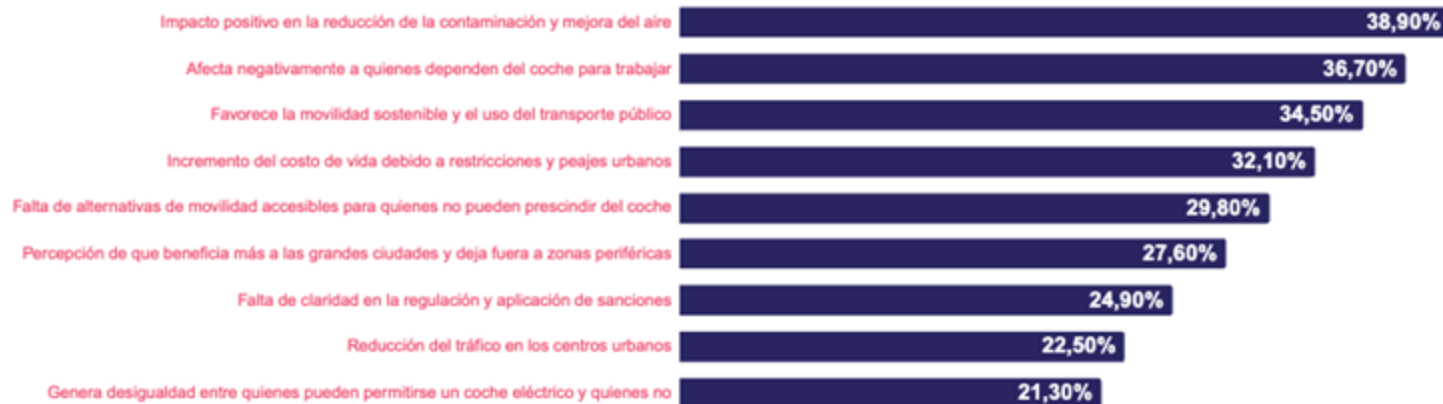 Impacto positivo en la reducción de la contaminación y mejora del aire 38,90%
Afecta negativamente a quienes dependen del coche para trabajar 36,70%
Favorece la movilidad sostenible y el uso del transporte público 34,50%
Incremento del costo de vida debido a restricciones y peajes urbanos 32,10%
Falta de alternativas de movilidad accesibles para quienes no pueden prescindir del coche 29,80%
Percepción de que beneficia más a las grandes ciudades y deja fuera a zonas periféricas 27,60%
Falta de claridad en la regulación y aplicación de sanciones 24,90%
Reducción del tráfico en los centros urbanos 22,50%
Genera desigualdad entre quienes pueden permitirse un coche eléctrico y quienes no 21,30%